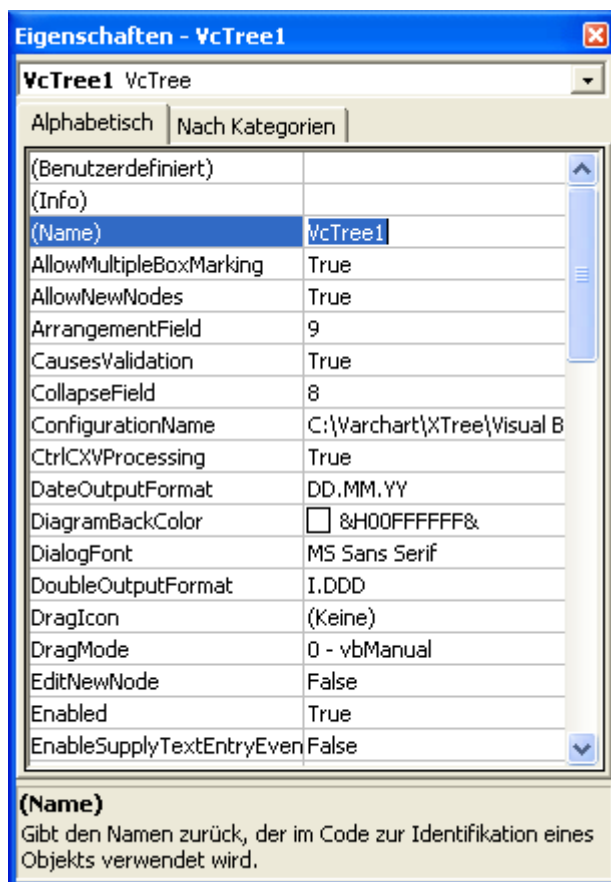 Eigenschaften - VcTree1
VcTree1 VcTree
Alphabetisch Nach Kategorien
(Benutzerdefiniert)
(Info)
(Name) VcTree1
AllowMultipleBoxMarking True
AllowNewNodes True
ArrangementField 9
CausesValidation True
CollapseField 8
ConfigurationName C:\Varchart\XTree\Visual B
CtrlCXVProcessing True
DateOutputFormat DD.MM.YY
DiagramBackColor &H00FFFFFF&
DialogFont MS Sans Serif
DoubleOutputFormat I.DDD
DragIcon (Keine)
DragMode 0 - vbManual
EditNewNode False
Enabled True
EnableSupplyTextEntryEven False
(Name)
Gibt den Namen zurück, der im Code zur Identifikation eines
Objekts verwendet wird.